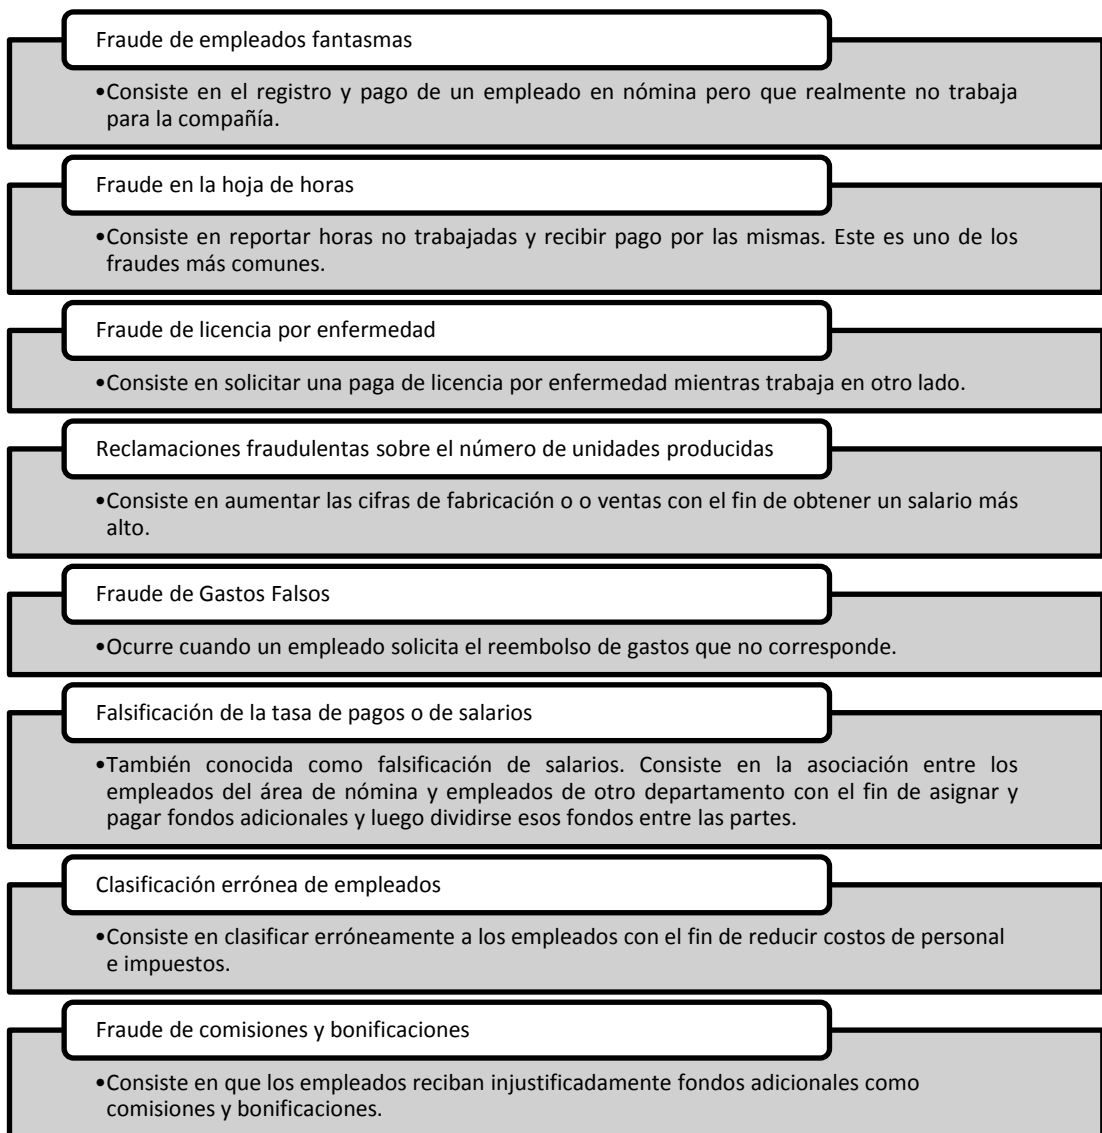 Fraude de empleados fantasmas
•Consiste en el registro y pago de un empleado en nómina pero que realmente no trabaja
para la compañía.
Fraude en la hoja de horas
•Consiste en reportar horas no trabajadas y recibir pago por las mismas. Este es uno de los
fraudes más comunes.
Fraude de licencia por enfermedad
•Consiste en solicitar una paga de licencia por enfermedad mientras trabaja en otro lado.
Reclamaciones fraudulentas sobre el número de unidades producidas
•Consiste en aumentar las cifras de fabricación o o ventas con el fin de obtener un salario más
alto.
Fraude de Gastos Falsos
•Ocurre cuando un empleado solicita el reembolso de gastos que no corresponde.
Falsificación de la tasa de pagos o de salarios
•También conocida como falsificación de salarios. Consiste en la asociación entre los
empleados del área de nómina y empleados de otro departamento con el fin de asignar y
pagar fondos adicionales y luego dividirse esos fondos entre las partes.
Clasificación errónea de empleados
•Consiste en clasificar erróneamente a los empleados con el fin de reducir costos de personal
e impuestos.
Fraude de comisiones y bonificaciones
•Consiste en que los empleados reciban injustificadamente fondos adicionales como
comisiones y bonificaciones.